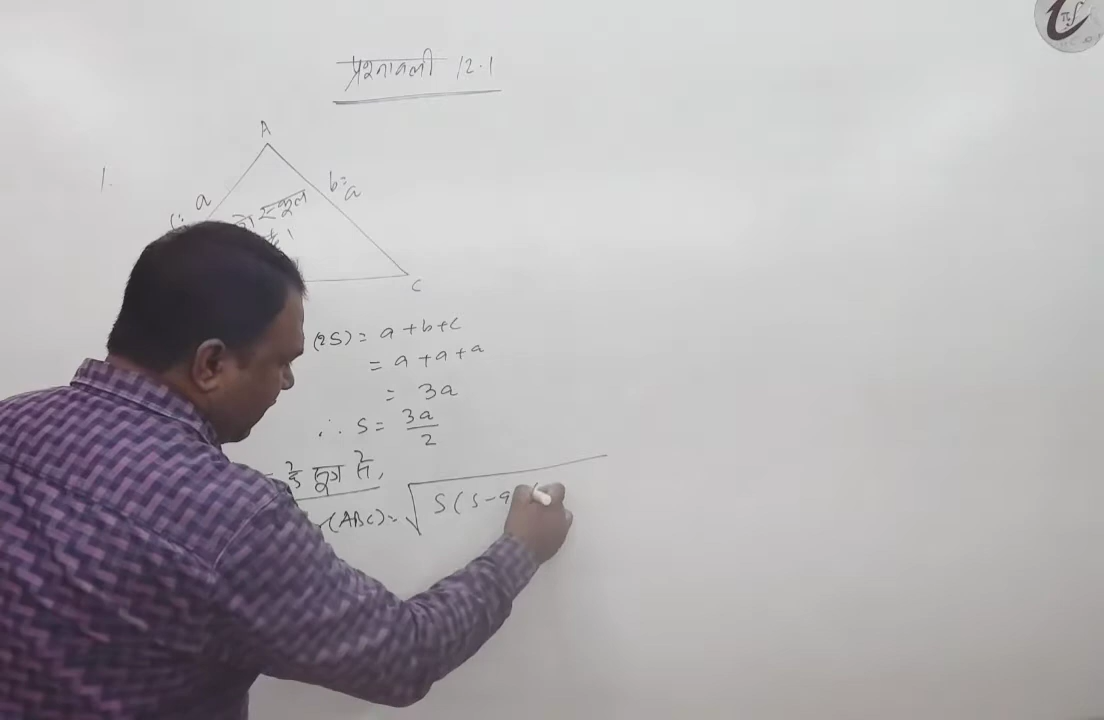 प्रश्नावली 12.1
1.
A
a
b=a
स्कूल
C
(2S) = a+b+c
= a+a+a
= 3a
∴ S = 3a/2
सूत्र से,
(ABC) = √S(S-a